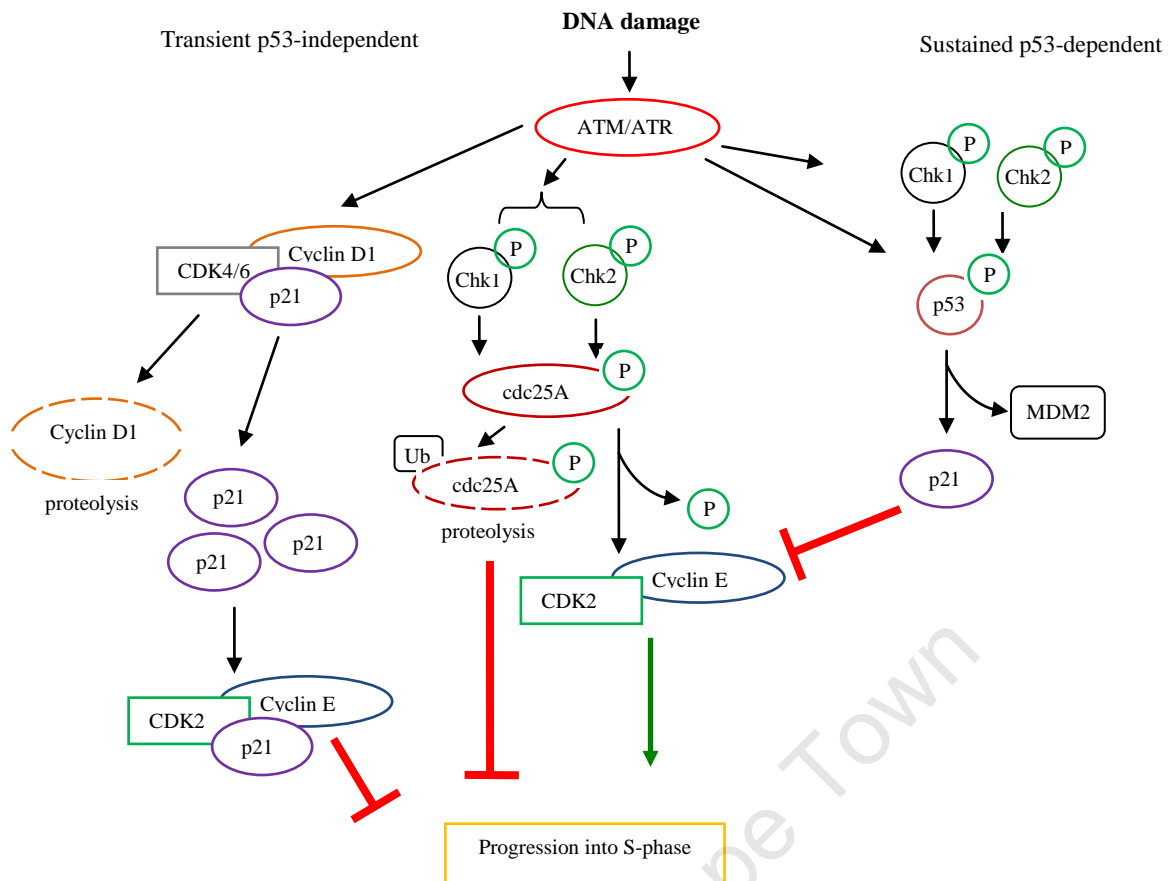 DNA damage
Transient p53-independent
Sustained p53-dependent
ATM/ATR
P
P
Chk1
Chk2
P
P
Chk1
Chk2
Cyclin D1
CDK4/6
p21
P
p53
cdc25A
P
MDM2
Cyclin D1
proteolysis
Ub
cdc25A
P
proteolysis
P
p21
p21
p21
p21
CDK2
Cyclin E
CDK2
Cyclin E
p21
Progression into S-phase
pe Town